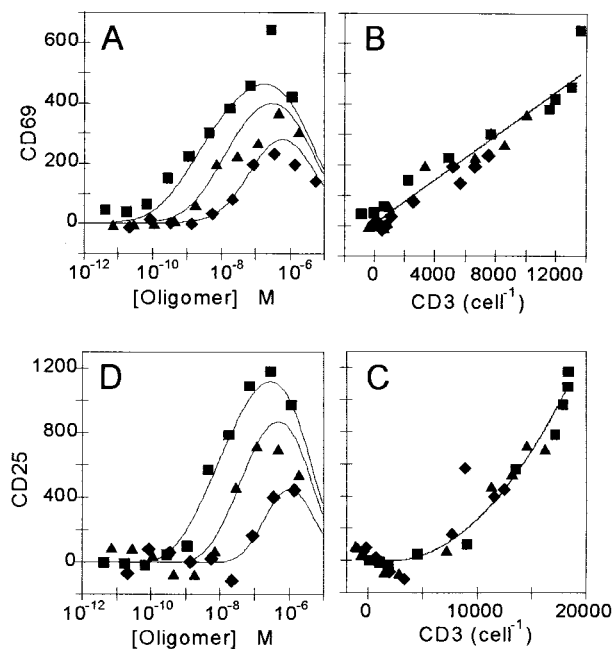 A
B
CD69
600
400
200
0
10⁻¹² 10⁻¹⁰ 10⁻⁸ 10⁻⁶
[Oligomer] M
0 4000 8000 12000
CD3 (cell⁻¹)
D
C
CD25
1200
800
400
0
10⁻¹² 10⁻¹⁰ 10⁻⁸ 10⁻⁶
[Oligomer] M
0 10000 20000
CD3 (cell⁻¹)